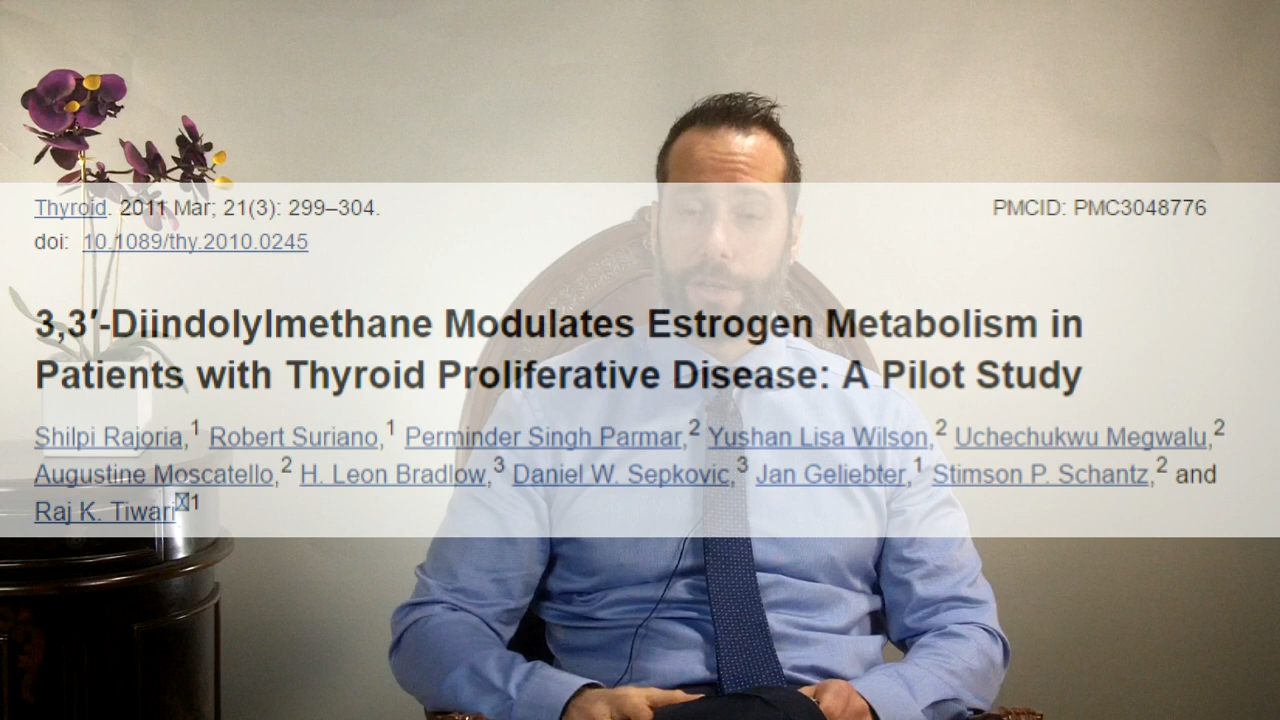 Thyroid. 2011 Mar; 21(3): 299–304.
PMCID: PMC3048776
doi: 10.1089/thy.2010.0245
3,3′-Diindolylmethane Modulates Estrogen Metabolism in
Patients with Thyroid Proliferative Disease: A Pilot Study
Shilpi Rajoria,1 Robert Suriano,1 Perminder Singh Parmar,2 Yushan Lisa Wilson,2 Uchechukwu Megwalu,2
Augustine Moscatello,2 H. Leon Bradlow,3 Daniel W. Sepkovic,3 Jan Geliebter,1 Stimson P. Schantz,2 and
Raj K. Tiwari1